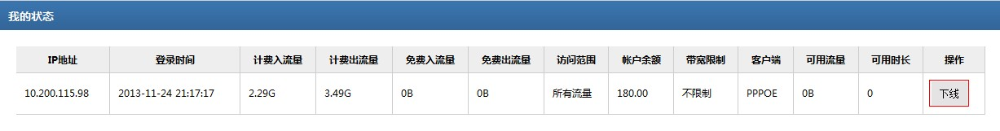 我的状态
IP地址 登录时间 计费入流量 计费出流量 免费入流量 免费出流量 访问范围 帐户余额 带宽限制 客户端 可用流量 可用时长 操作
10.200.115.98 2013-11-24 21:17:17 2.29G 3.49G 0B 0B 所有流量 180.00 不限制 PPPOE 0B 0 下线